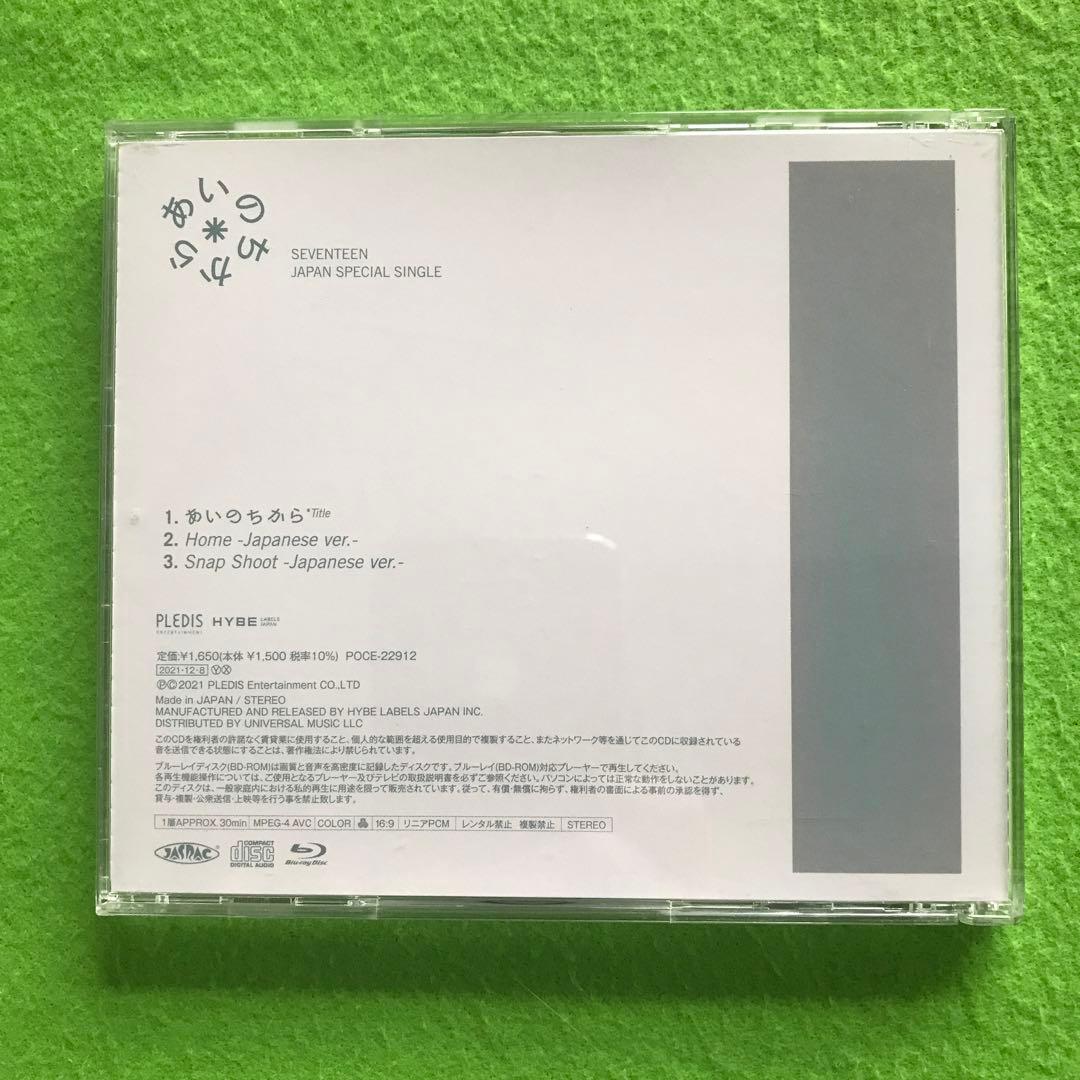 あいのちから
*
SEVENTEEN
JAPAN SPECIAL SINGLE
1. あいのちから*Title
2. Home -Japanese ver.-
3. Snap Shoot -Japanese ver.-
PLEDIS ENTERTAINMENT HYBE LABELS JAPAN
定価:¥1,650(本体 ¥1,500 税率10%) POCE-22912
2021・12・8 ⓎⓍ
Ⓟ©2021 PLEDIS Entertainment CO.,LTD
Made in JAPAN / STEREO
MANUFACTURED AND RELEASED BY HYBE LABELS JAPAN INC.
DISTRIBUTED BY UNIVERSAL MUSIC LLC
このCDを権利者の許諾なく賃貸業に使用すること、個人的な範囲を超える使用目的で複製すること、またネットワーク等を通じてこのCDに収録されている
音を送信できる状態にすることは、著作権法により禁じられています。
ブルーレイディスク(BD-ROM)は画質と音声を高密度に記録したディスクです。ブルーレイ(BD-ROM)対応プレーヤーで再生してください。
各再生機能操作については、ご使用となるプレーヤー及びテレビの取扱説明書を必ずご参照ください。パソコンによっては正常な動作をしないことがあります。
このディスクは、一般家庭内における私的再生に用途を限って販売されています。従って、有償・無償に拘らず、権利者の書面による事前の承認を得ず、
貸与・複製・公衆送信・上映等を行う事を禁止致します。
1層APPROX. 30min MPEG-4 AVC COLOR 16:9 リニアPCM レンタル禁止 複製禁止 STEREO
JASRAC COMPACT disc DIGITAL AUDIO Blu-ray Disc